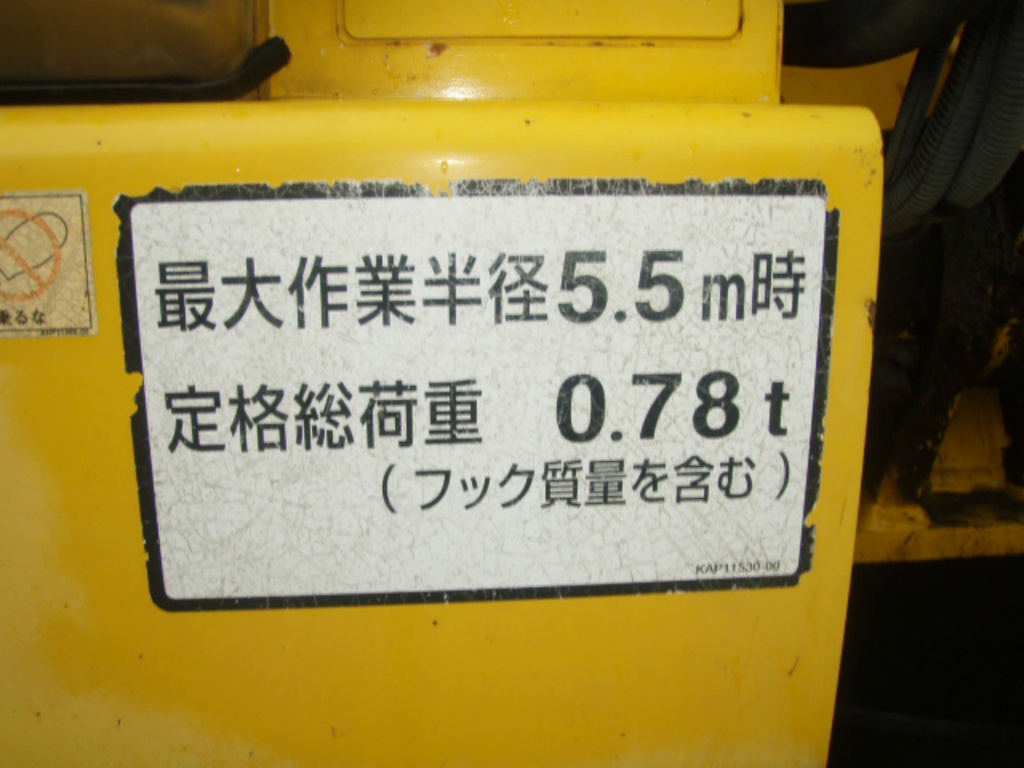 最大作業半径5.5m時
定格総荷重 0.78t
(フック質量を含む)
KAP11530-00
乗るな